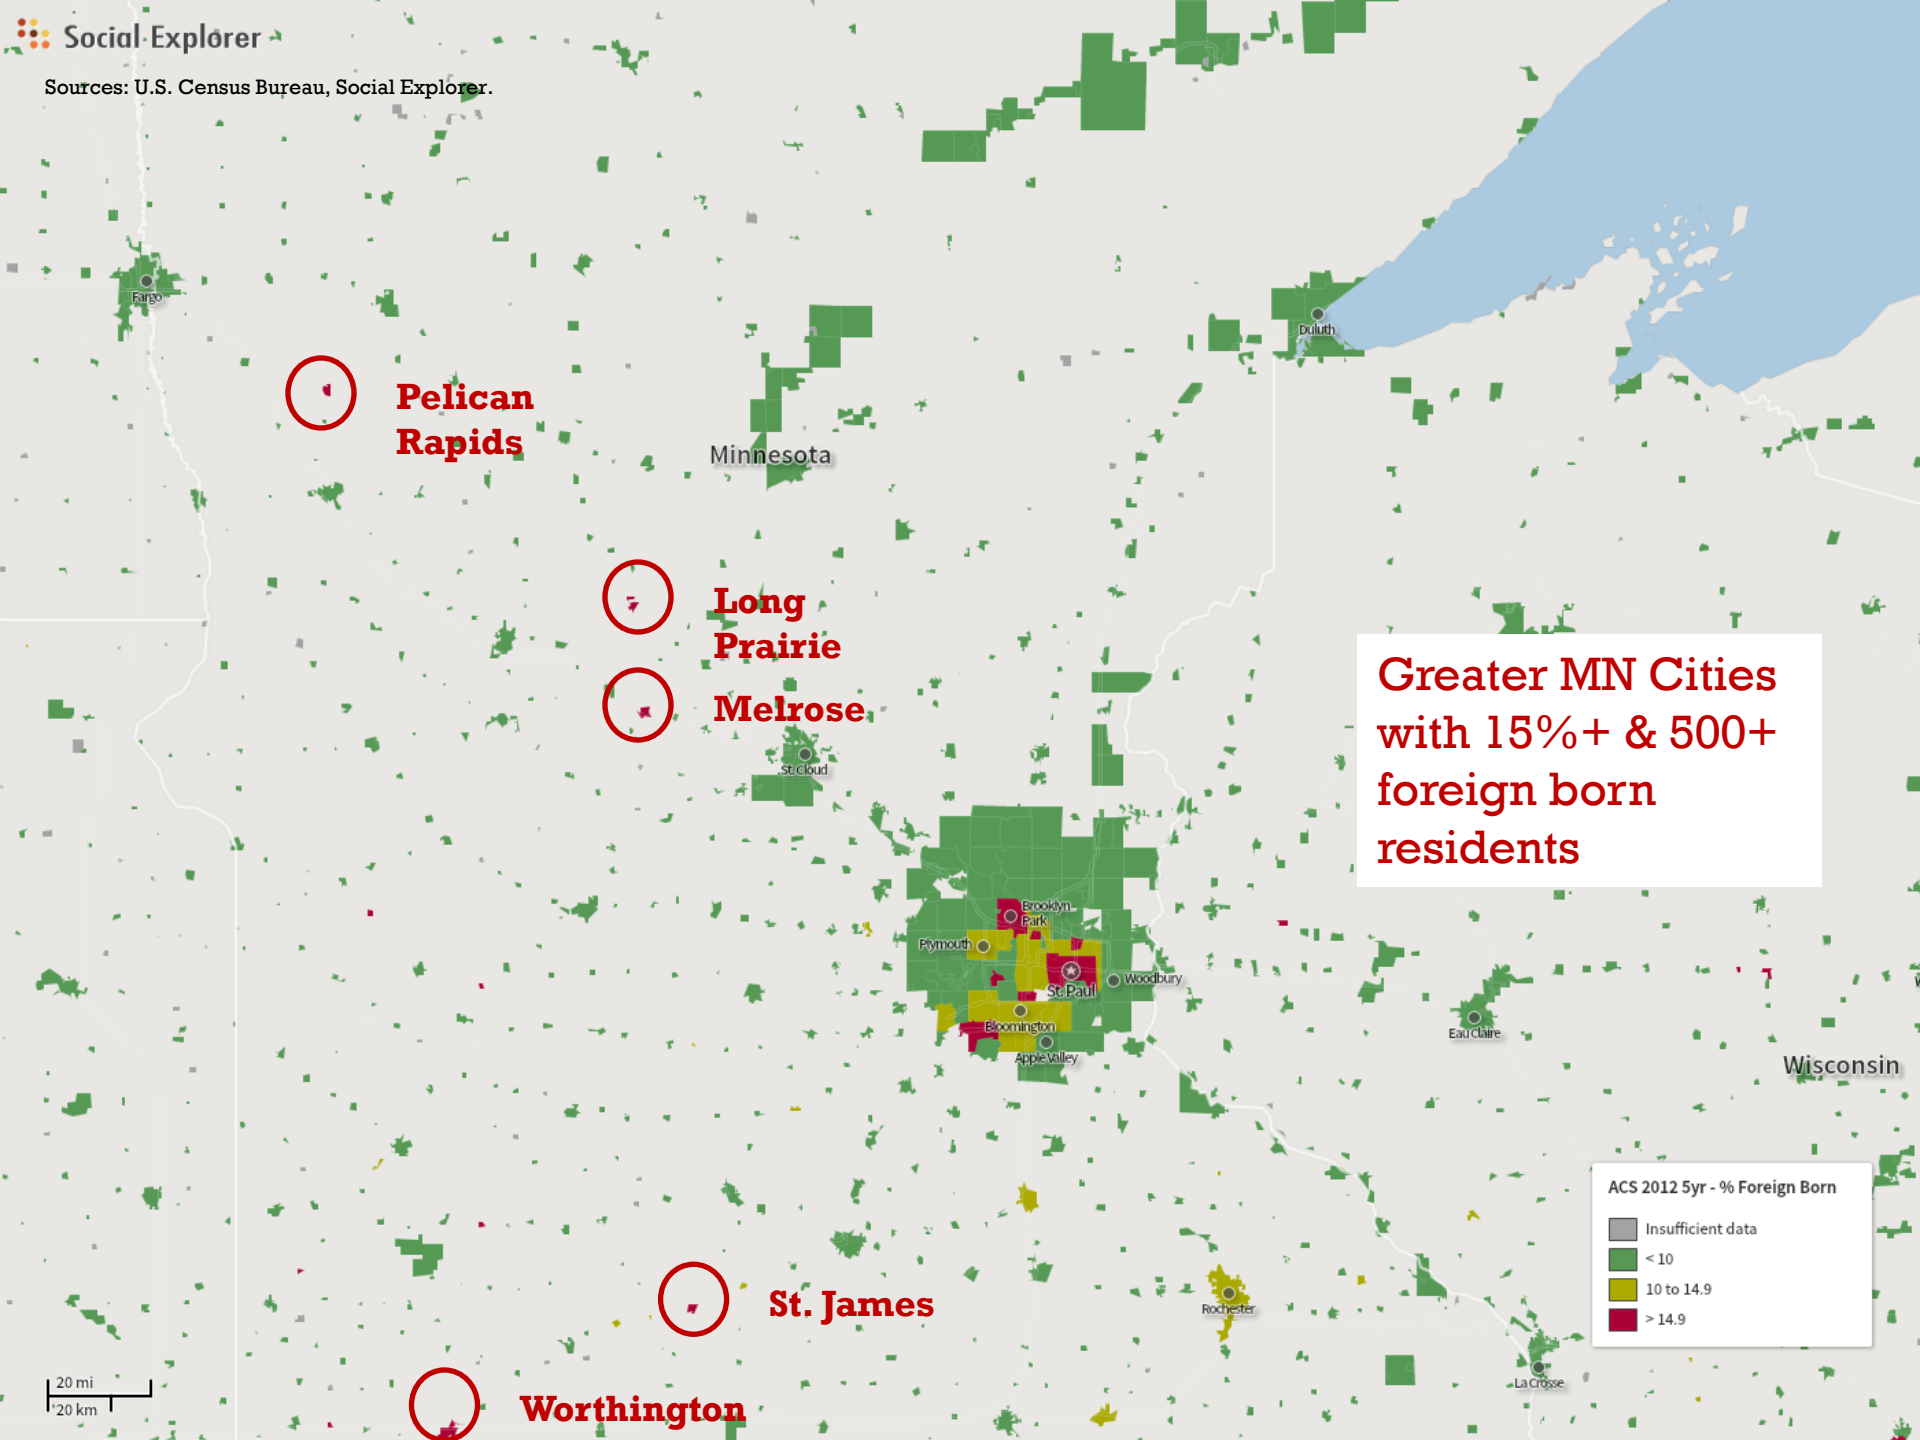 Social Explorer
Sources: U.S. Census Bureau, Social Explorer.
Fargo
Duluth
Pelican
Rapids
Minnesota
Long
Prairie
Melrose
St. Cloud
Greater MN Cities
with 15%+ & 500+
foreign born
residents
Brooklyn
Park
Plymouth
St. Paul
Woodbury
Bloomington
Apple Valley
Eau Claire
Wisconsin
ACS 2012 5yr - % Foreign Born
Insufficient data
< 10
10 to 14.9
> 14.9
St. James
Rochester
La Crosse
20 mi
20 km
Worthington